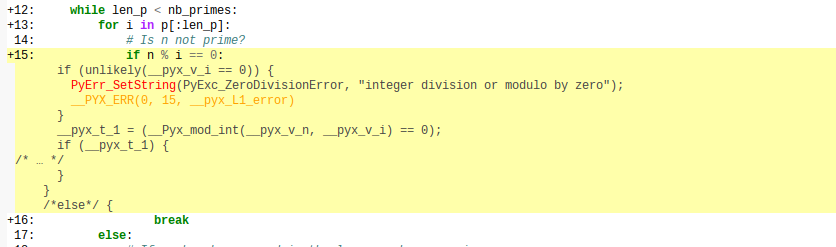 +12:     while len_p < nb_primes:
+13:         for i in p[:len_p]:
 14:             # Is n not prime?
+15:             if n % i == 0:
      if (unlikely(__pyx_v_i == 0)) {
        PyErr_SetString(PyExc_ZeroDivisionError, "integer division or modulo by zero");
        __PYX_ERR(0, 15, __pyx_L1_error)
      }
      __pyx_t_1 = (__Pyx_mod_int(__pyx_v_n, __pyx_v_i) == 0);
      if (__pyx_t_1) {
/* … */
      }
    }
    /*else*/ {
+16:                 break
 17:         else: